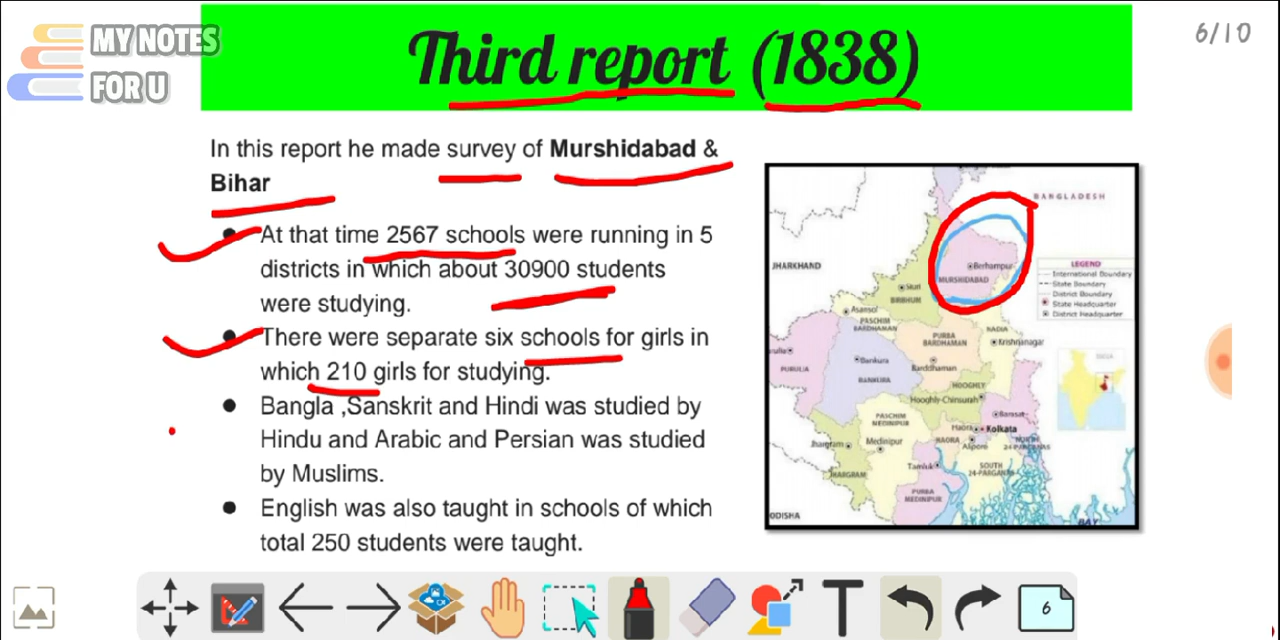 MY NOTES
FOR U
Third report (1838)
6/10
In this report he made survey of Murshidabad &
Bihar
At that time 2567 schools were running in 5
districts in which about 30900 students
were studying.
There were separate six schools for girls in
which 210 girls for studying.
Bangla ,Sanskrit and Hindi was studied by
Hindu and Arabic and Persian was studied
by Muslims.
English was also taught in schools of which
total 250 students were taught.
BANGLADESH
JHARKHAND
Berhampur
MURSHIDABAD
LEGEND
International Boundary
State Boundary
District Boundary
State Headquarter
District Headquarter
Suri
BIRBHUM
Asansol
PASCHIM
BARDHAMAN
PURBA
BARDHAMAN
NADIA
Krishnanagar
PURULIA
Bankura
BANKURA
Barddhaman
HOOGHLY
Hooghly-Chinsurah
PASCHIM
MEDINIPUR
Barasat
Kolkata
Jhargram
Medinipur
Alipore
NORTH
24-PARGANAS
JHARGRAM
Tamluk
SOUTH
24-PARGANAS
PURBA
MEDINIPUR
ODISHA
BAY
INDIA
T
6